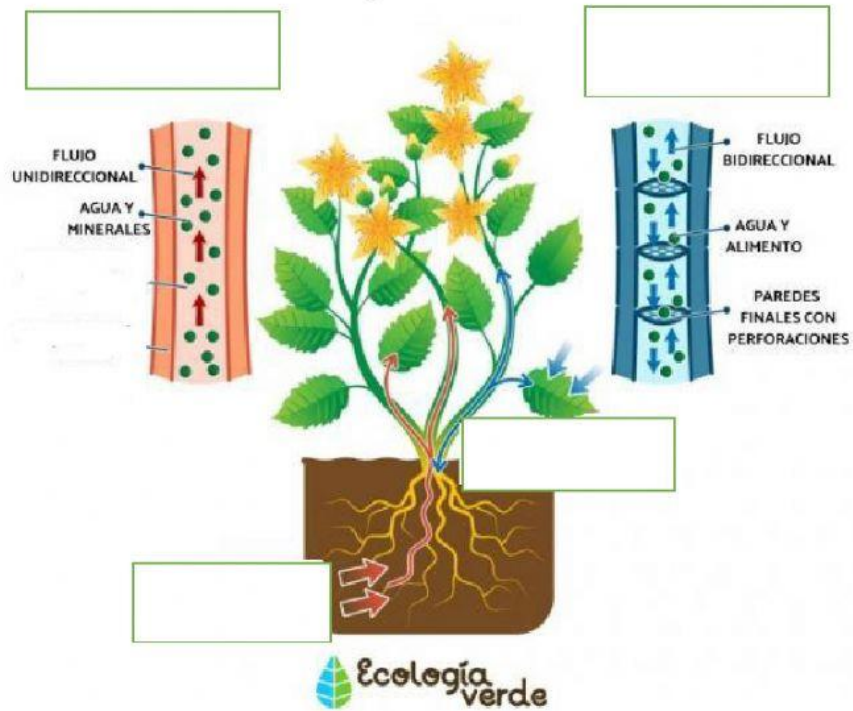 FLUJO
UNIDIRECCIONAL
AGUA Y
MINERALES
FLUJO
BIDIRECCIONAL
AGUA Y
ALIMENTO
PAREDES
FINALES CON
PERFORACIONES
Ecología
verde